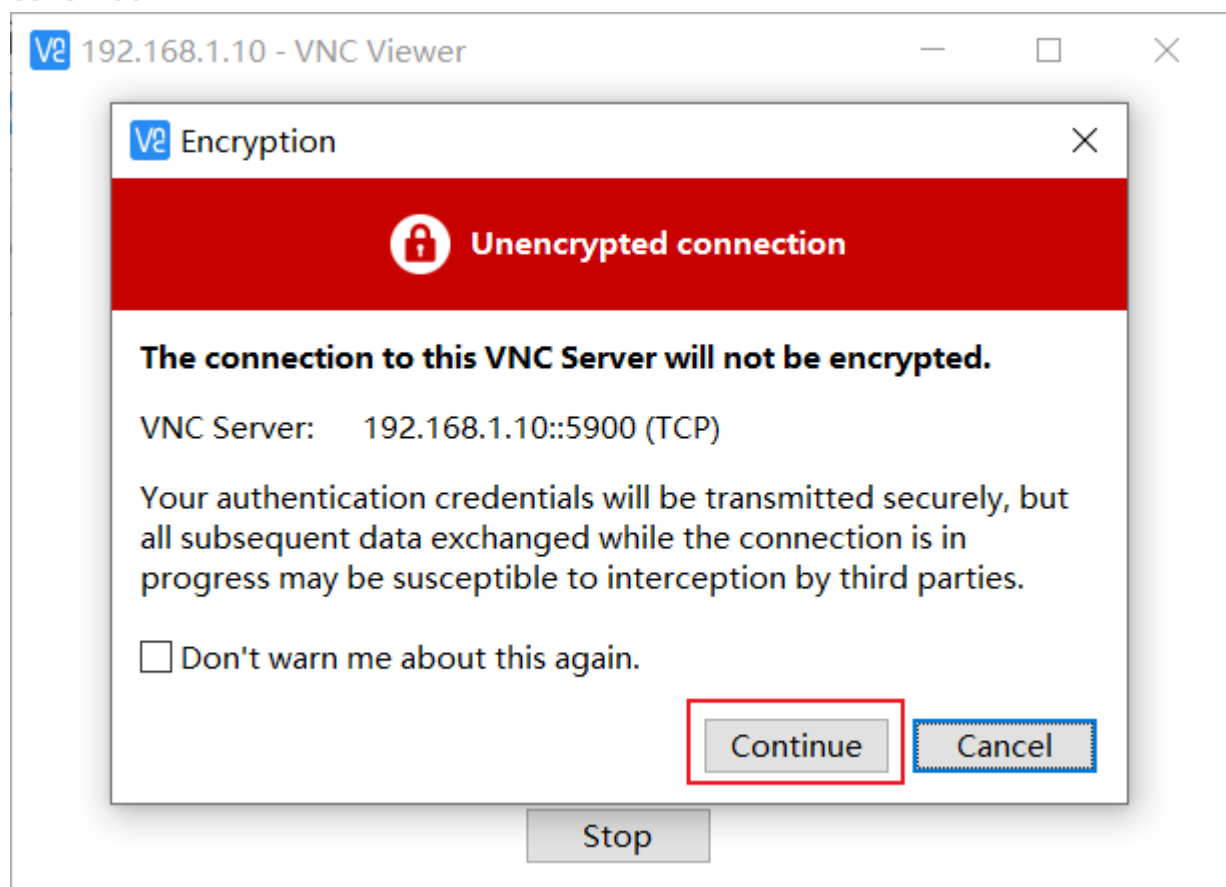 192.168.1.10 - VNC Viewer
Encryption
Unencrypted connection
The connection to this VNC Server will not be encrypted.
VNC Server: 192.168.1.10::5900 (TCP)
Your authentication credentials will be transmitted securely, but
all subsequent data exchanged while the connection is in
progress may be susceptible to interception by third parties.
Don't warn me about this again.
Continue Cancel
Stop